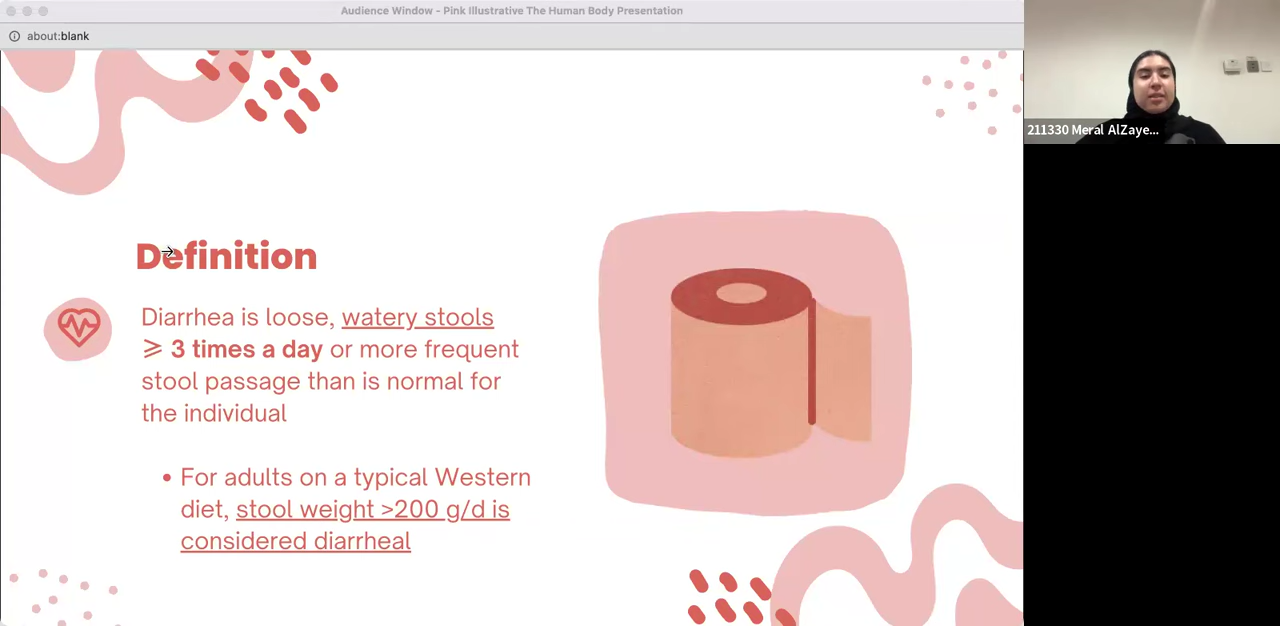 Audience Window - Pink Illustrative The Human Body Presentation
about:blank
211330 Meral AlZaye...
Definition
Diarrhea is loose, watery stools
⩾ 3 times a day or more frequent
stool passage than is normal for
the individual
• For adults on a typical Western
diet, stool weight >200 g/d is
considered diarrheal